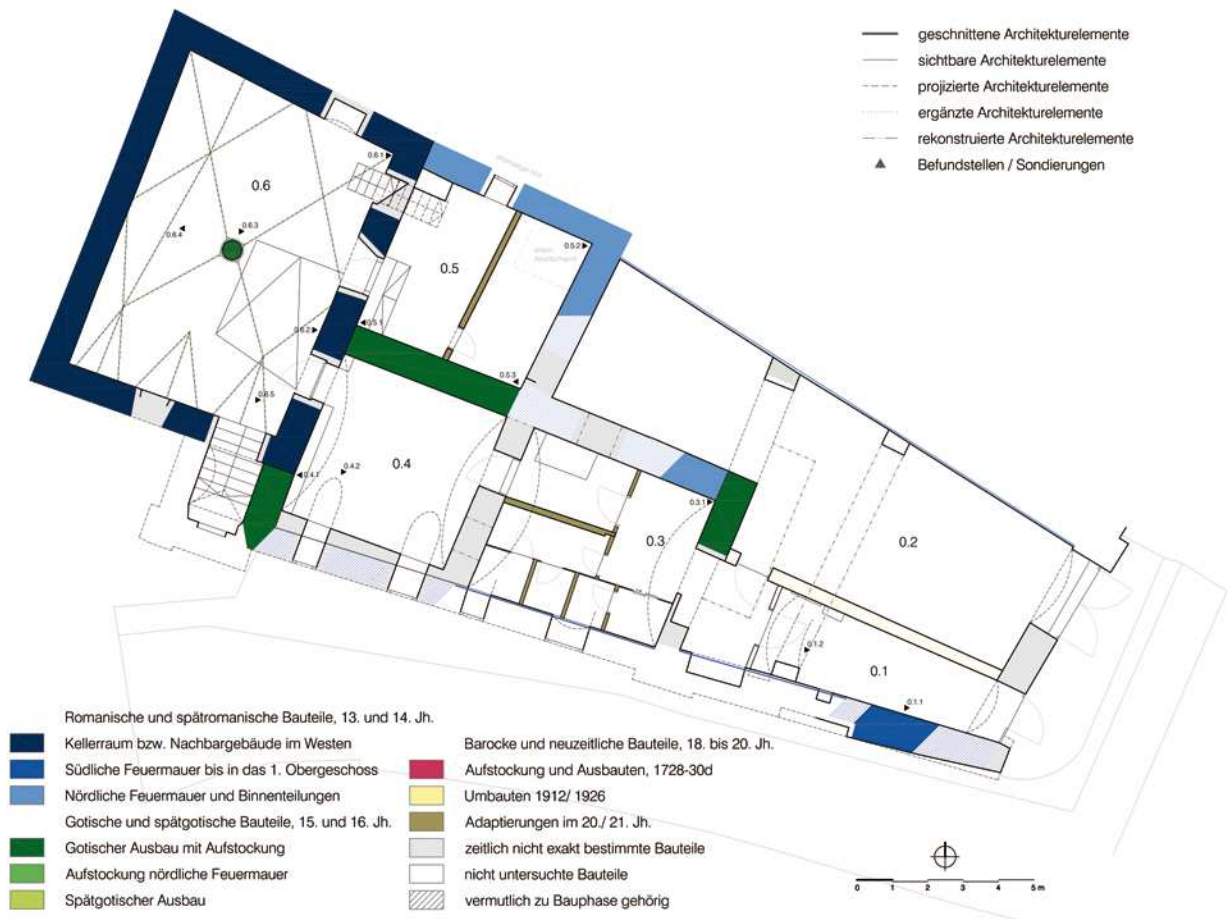 geschnittene Architekturelemente
sichtbare Architekturelemente
projizierte Architekturelemente
ergänzte Architekturelemente
rekonstruierte Architekturelemente
Befundstellen / Sondierungen
0.6.1
0.6
0.6.3
0.6.4
0.5.2
0.5
0.6.2
0.5.1
0.5.3
0.6.5
0.4
0.4.2
0.4.1
0.3.1
0.3
0.2
0.1.2
0.1
0.1.1
Romanische und spätromanische Bauteile, 13. und 14. Jh.
Kellerraum bzw. Nachbargebäude im Westen
Südliche Feuermauer bis in das 1. Obergeschoss
Nördliche Feuermauer und Binnenteilungen
Gotische und spätgotische Bauteile, 15. und 16. Jh.
Gotischer Ausbau mit Aufstockung
Aufstockung nördliche Feuermauer
Spätgotischer Ausbau
Barocke und neuzeitliche Bauteile, 18. bis 20. Jh.
Aufstockung und Ausbauten, 1728-30d
Umbauten 1912/ 1926
Adaptierungen im 20./ 21. Jh.
zeitlich nicht exakt bestimmte Bauteile
nicht untersuchte Bauteile
vermutlich zu Bauphase gehörig
0 1 2 3 4 5 m